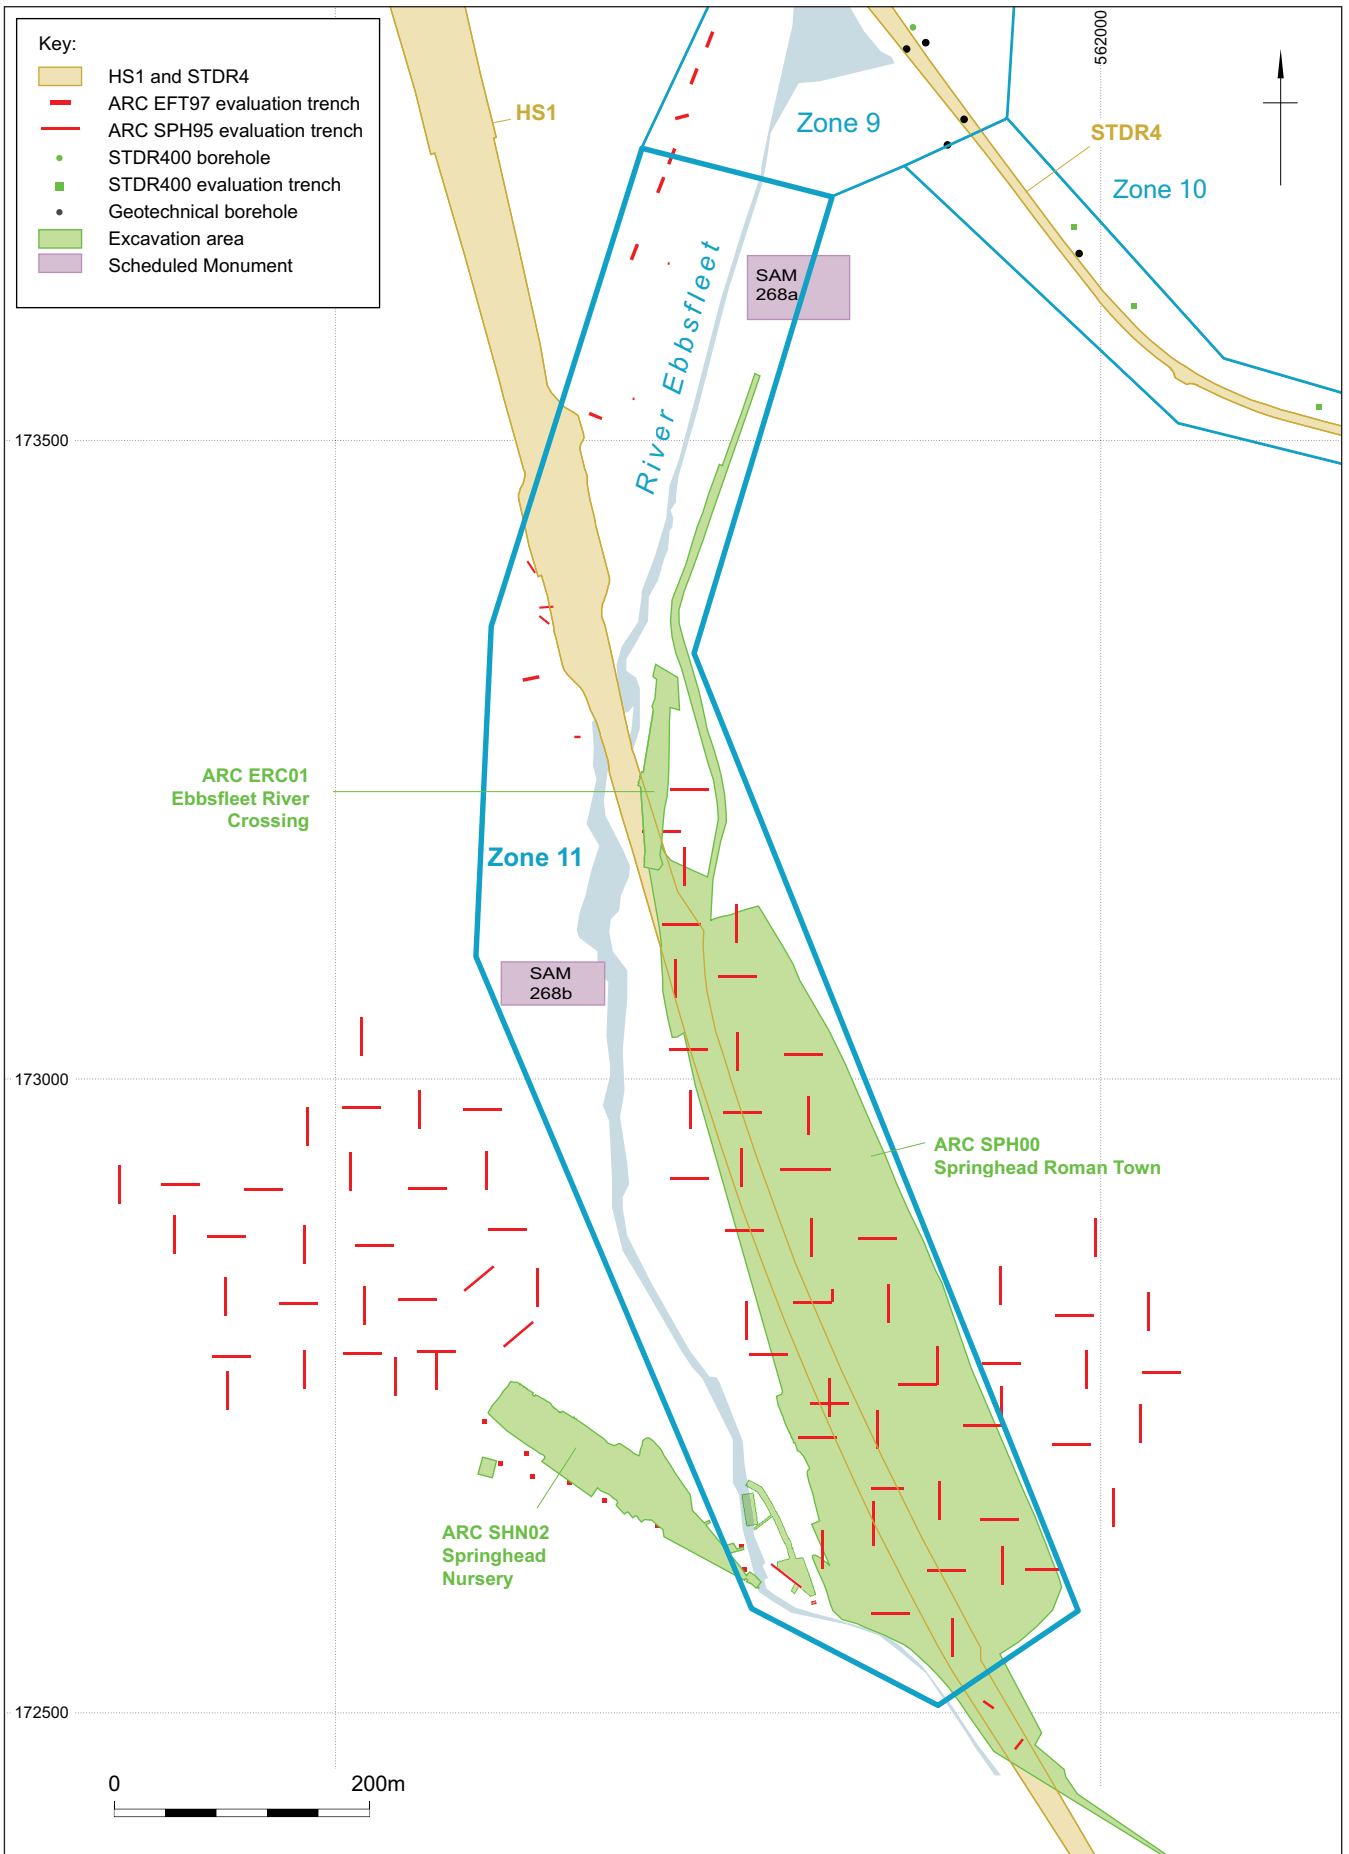 Key:
HS1 and STDR4
ARC EFT97 evaluation trench
ARC SPH95 evaluation trench
STDR400 borehole
STDR400 evaluation trench
Geotechnical borehole
Excavation area
Scheduled Monument
HS1
Zone 9
562000
STDR4
Zone 10
River Ebbsfleet
SAM
268a
173500
ARC ERC01
Ebbsfleet River
Crossing
Zone 11
SAM
268b
173000
ARC SPH00
Springhead Roman Town
ARC SHN02
Springhead
Nursery
172500
0
200m